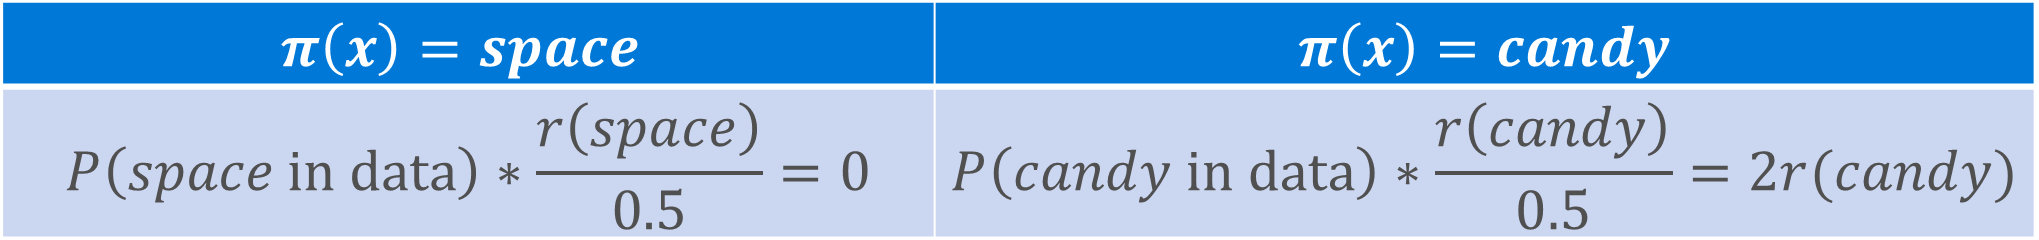 π(x) = space
π(x) = candy
P(space in data) * r(space)/0.5 = 0
P(candy in data) * r(candy)/0.5 = 2r(candy)